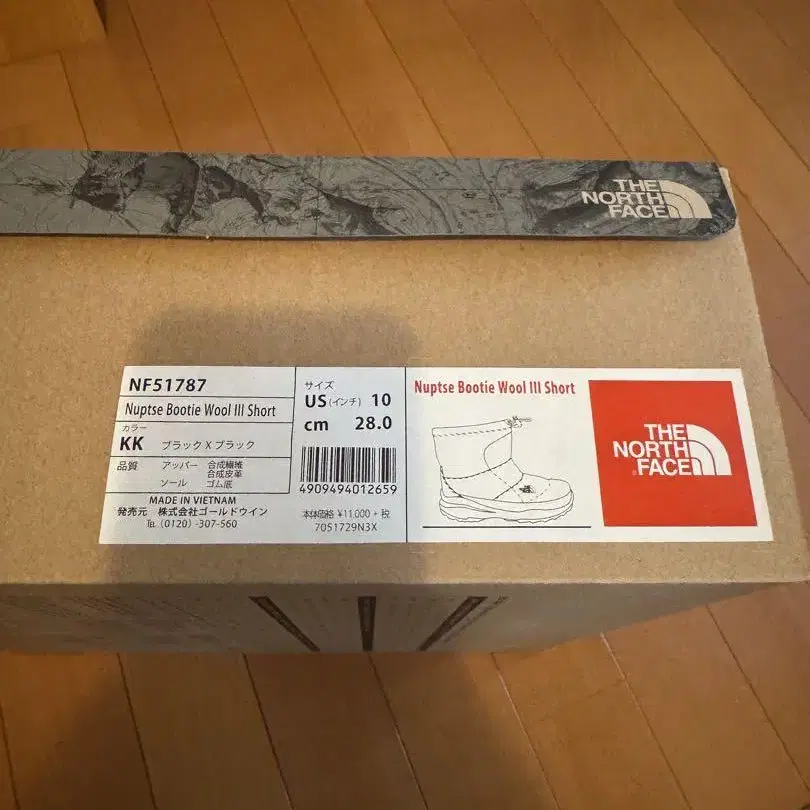 THE
NORTH
FACE
NF51787
Nuptse Bootie Wool III Short
カラー
KK ブラック X ブラック
品質 アッパー 合成繊維
合成皮革
ソール ゴム底
MADE IN VIETNAM
発売元 株式会社ゴールドウイン
TEL (0120) -307-560
サイズ
US (インチ) 10
cm 28.0
4909494012659
本体価格 ¥11,000 + 税
7051729N3X
Nuptse Bootie Wool III Short
THE
NORTH
FACE